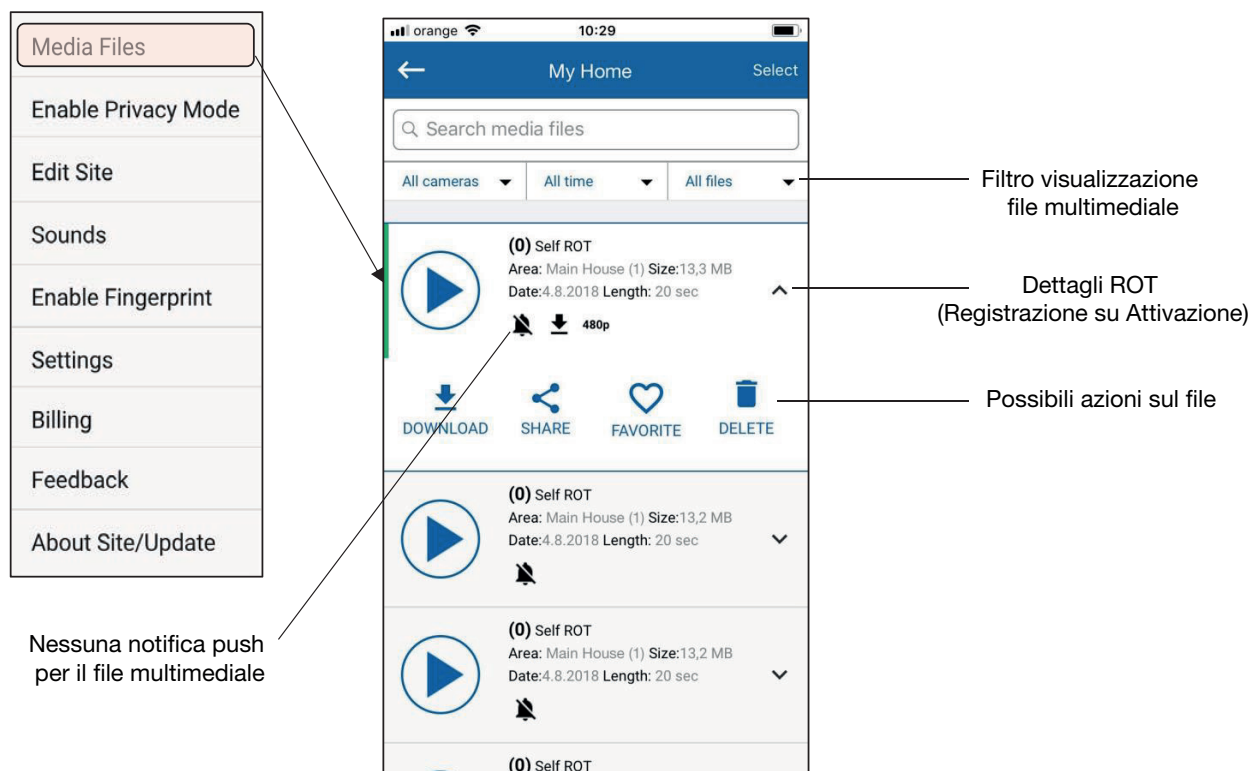 Media Files
Enable Privacy Mode
Edit Site
Sounds
Enable Fingerprint
Settings
Billing
Feedback
About Site/Update
Nessuna notifica push
per il file multimediale
orange 10:29
My Home Select
Search media files
All cameras All time All files
(0) Self ROT
Area: Main House (1) Size:13,3 MB
Date:4.8.2018 Length: 20 sec
480p
DOWNLOAD SHARE FAVORITE DELETE
(0) Self ROT
Area: Main House (1) Size:13,2 MB
Date:4.8.2018 Length: 20 sec
(0) Self ROT
Area: Main House (1) Size:13,2 MB
Date:4.8.2018 Length: 20 sec
(0) Self ROT
Filtro visualizzazione
file multimediale
Dettagli ROT
(Registrazione su Attivazione)
Possibili azioni sul file